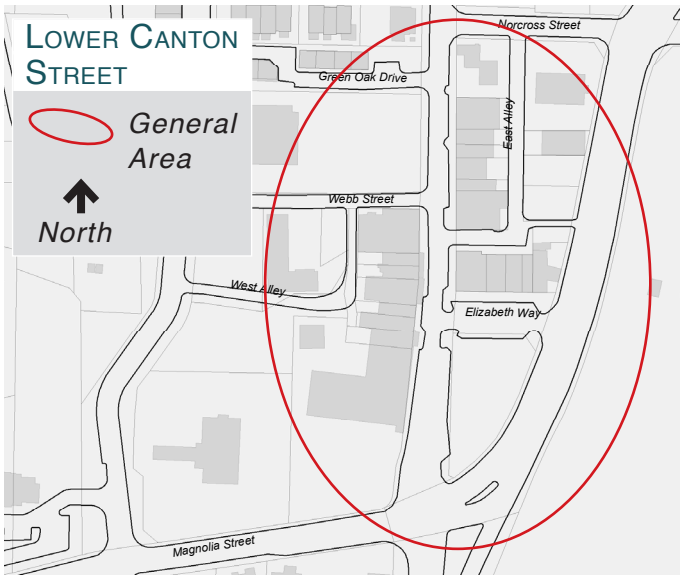 LOWER CANTON
STREET
General
Area
North
Norcross Street
Green Oak Drive
East Alley
Webb Street
West Alley
Elizabeth Way
Magnolia Street